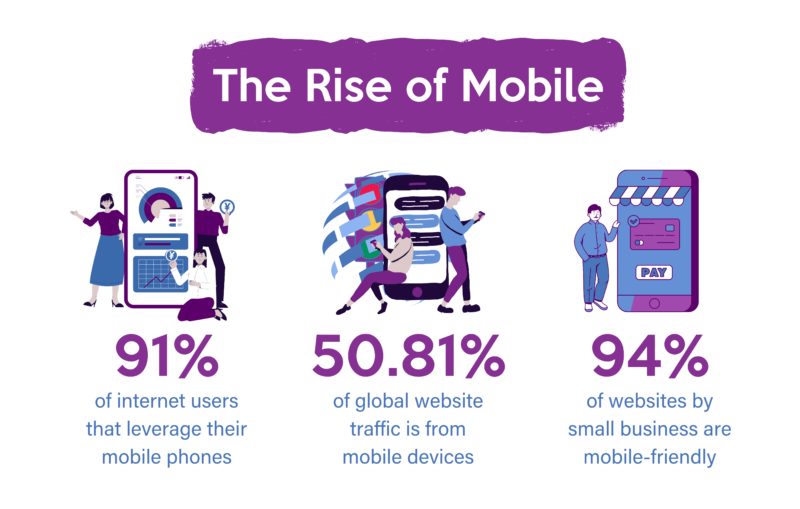 The Rise of Mobile
PAY
91%
of internet users
that leverage their
mobile phones
50.81%
of global website
traffic is from
mobile devices
94%
of websites by
small business are
mobile-friendly